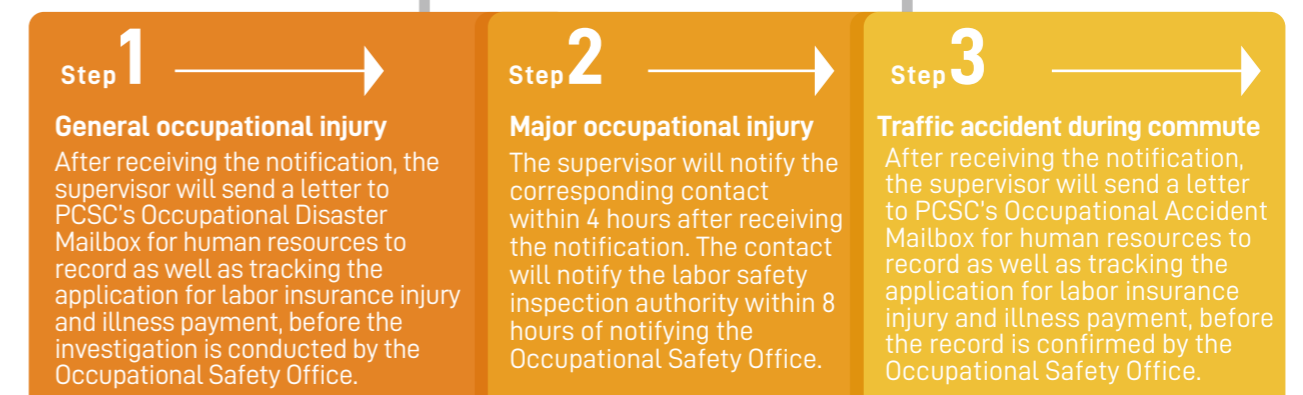 Step 1
General occupational injury
After receiving the notification, the
supervisor will send a letter to
PCSC's Occupational Disaster
Mailbox for human resources to
record as well as tracking the
application for labor insurance injury
and illness payment, before the
investigation is conducted by the
Occupational Safety Office.
Step 2
Major occupational injury
The supervisor will notify the
corresponding contact
within 4 hours after receiving
the notification. The contact
will notify the labor safety
inspection authority within 8
hours of notifying the
Occupational Safety Office.
Step 3
Traffic accident during commute
After receiving the notification,
the supervisor will send a letter
to PCSC's Occupational Accident
Mailbox for human resources to
record as well as tracking the
application for labor insurance
injury and illness payment, before
the record is confirmed by the
Occupational Safety Office.